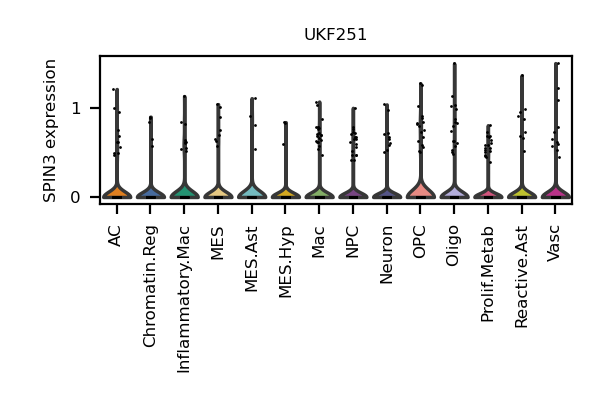 UKF251
SPIN3 expression
1
0
AC
Chromatin.Reg
Inflammatory.Mac
MES
MES.Ast
MES.Hyp
Mac
NPC
Neuron
OPC
Oligo
Prolif.Metab
Reactive.Ast
Vasc